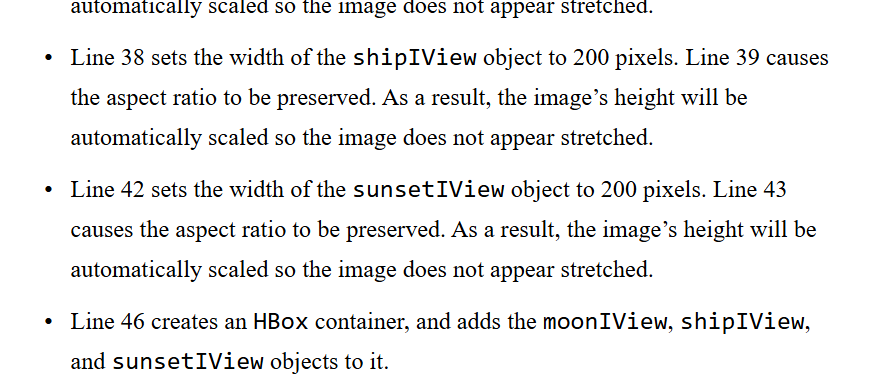 automatically scaled so the image does not appear stretched.
• Line 38 sets the width of the shipIView object to 200 pixels. Line 39 causes
the aspect ratio to be preserved. As a result, the image’s height will be
automatically scaled so the image does not appear stretched.
• Line 42 sets the width of the sunsetIView object to 200 pixels. Line 43
causes the aspect ratio to be preserved. As a result, the image’s height will be
automatically scaled so the image does not appear stretched.
• Line 46 creates an HBox container, and adds the moonIView, shipIView,
and sunsetIView objects to it.